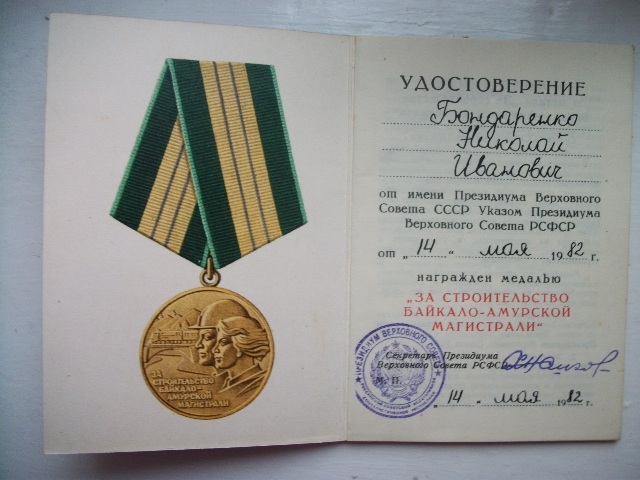 ЗА
СТРОИТЕЛЬСТВО
БАЙКАЛО-
АМУРСКОЙ
МАГИСТРАЛИ
УДОСТОВЕРЕНИЕ
Бондаренко
Николай
Иванович
от имени Президиума Верховного
Совета СССР Указом Президиума
Верховного Совета РСФСР
от „14" мая 1982 г.
награжден медалью
„ЗА СТРОИТЕЛЬСТВО
БАЙКАЛО-АМУРСКОЙ
МАГИСТРАЛИ"
ПРЕЗИДИУМ ВЕРХОВНОГО
Секретарь Президиума
Верховного Совета РСФСР
М. П.
„14" мая 1982 г.